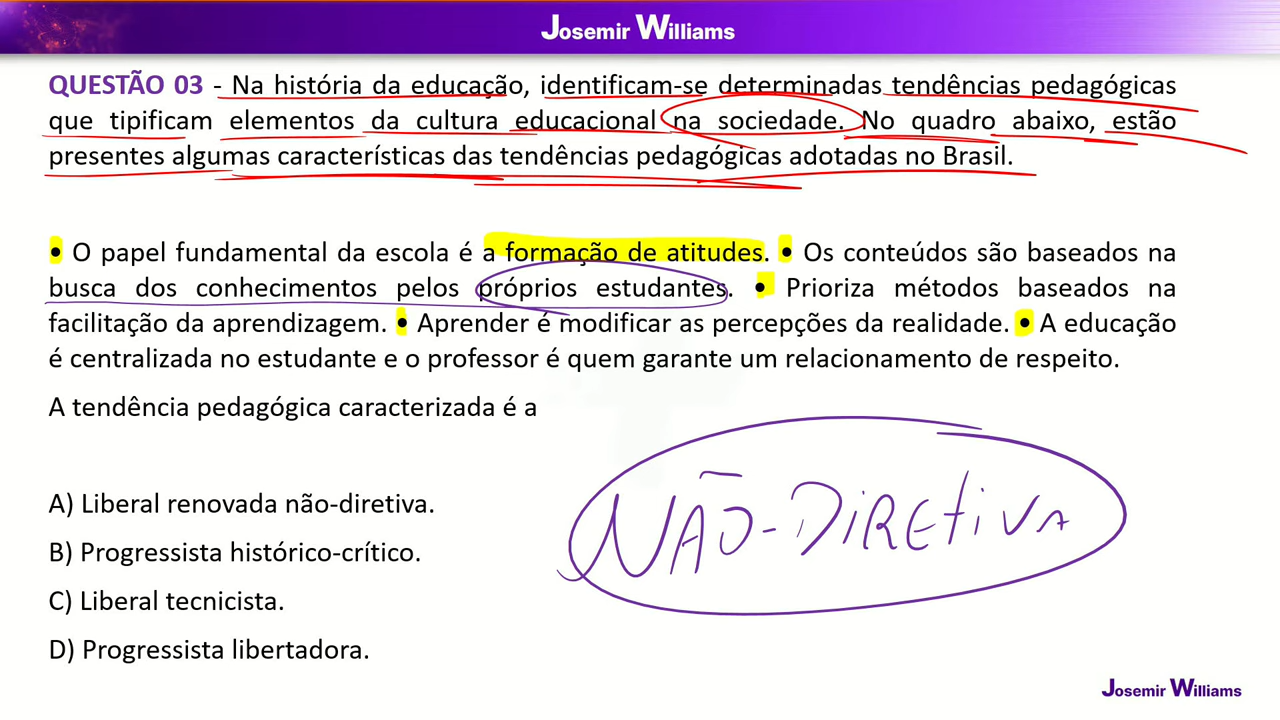 Josemir Williams
QUESTÃO 03 - Na história da educação, identificam-se determinadas tendências pedagógicas
que tipificam elementos da cultura educacional na sociedade. No quadro abaixo, estão
presentes algumas características das tendências pedagógicas adotadas no Brasil.
• O papel fundamental da escola é a formação de atitudes. • Os conteúdos são baseados na
busca dos conhecimentos pelos próprios estudantes. • Prioriza métodos baseados na
facilitação da aprendizagem. • Aprender é modificar as percepções da realidade. • A educação
é centralizada no estudante e o professor é quem garante um relacionamento de respeito.
A tendência pedagógica caracterizada é a
A) Liberal renovada não-diretiva.
NÃO-DIREtiVA
B) Progressista histórico-crítico.
C) Liberal tecnicista.
D) Progressista libertadora.
Josemir Williams